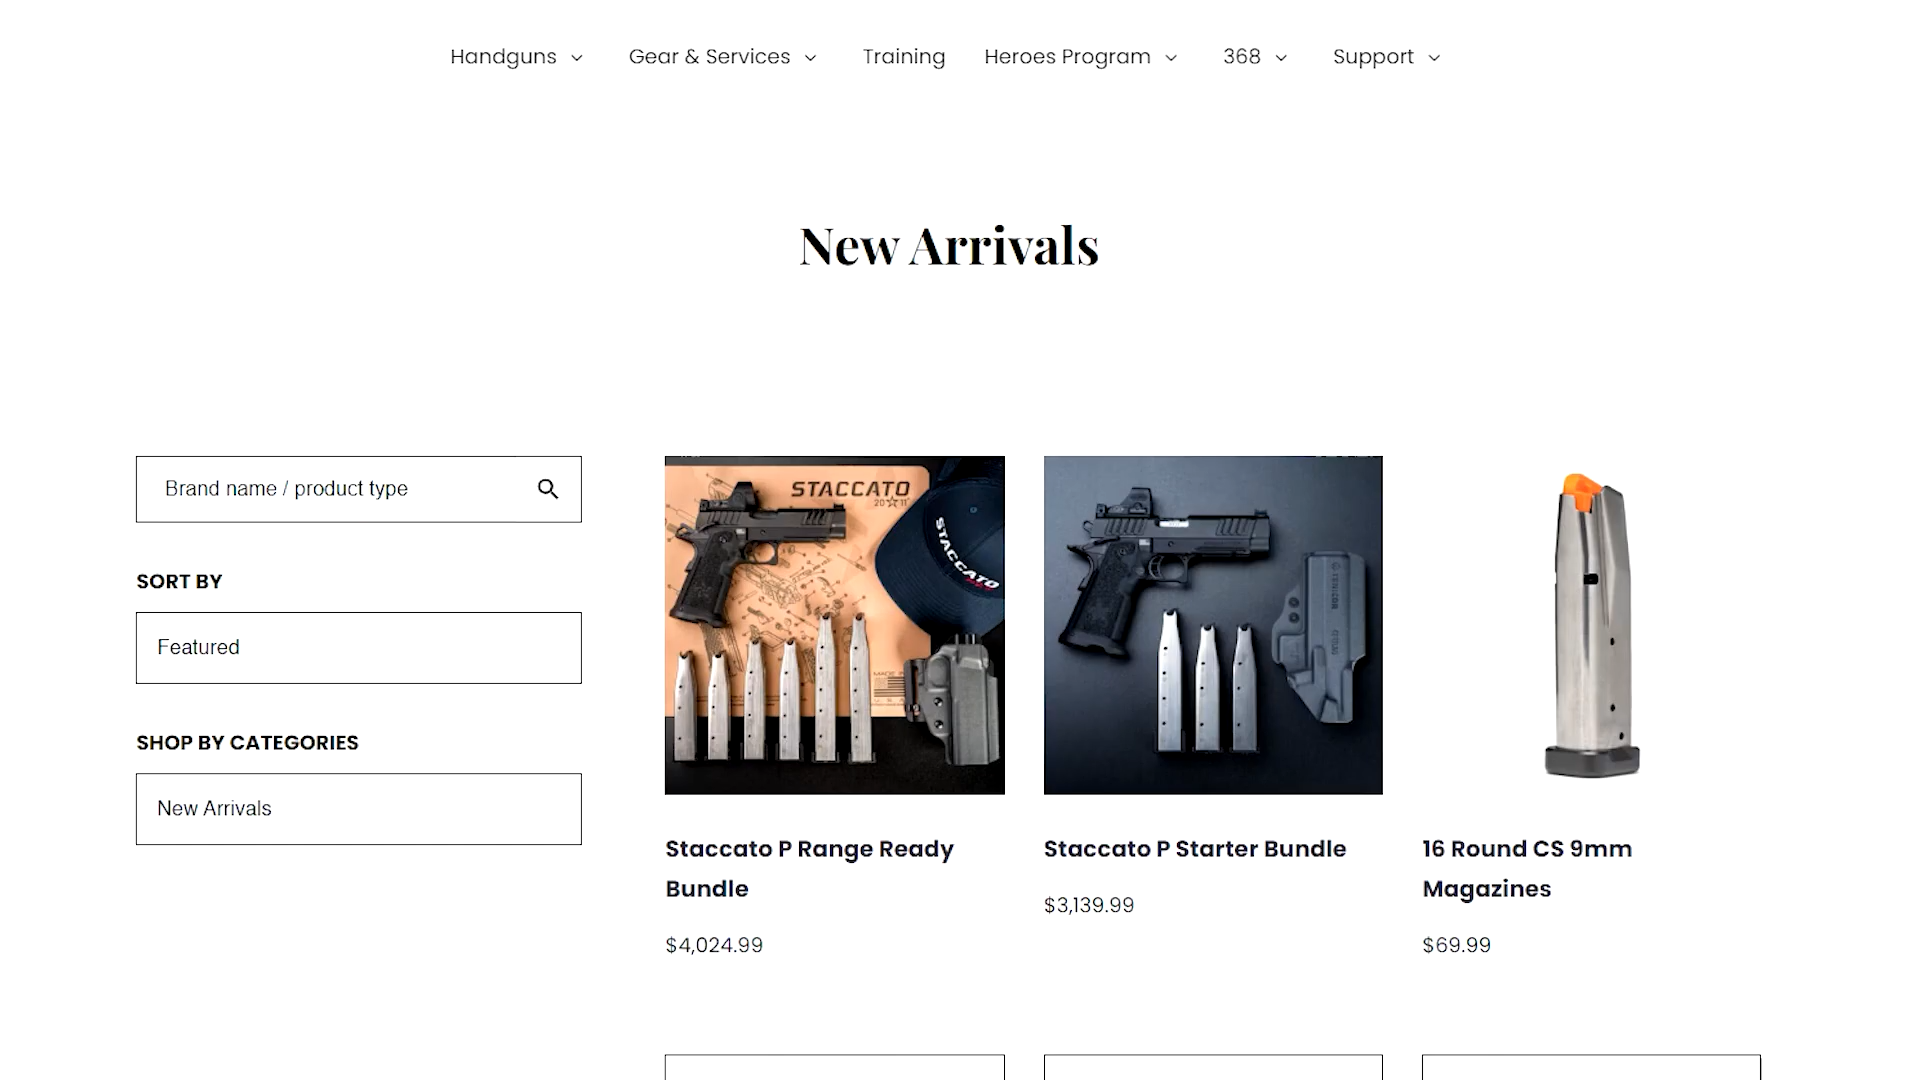 Handguns
Gear & Services
Training
Heroes Program
368
Support
New Arrivals
Brand name / product type
SORT BY
Featured
SHOP BY CATEGORIES
New Arrivals
STACCATO
2011
STACCATO
Staccato P Range Ready
Bundle
$4,024.99
Staccato P Starter Bundle
$3,139.99
16 Round CS 9mm
Magazines
$69.99